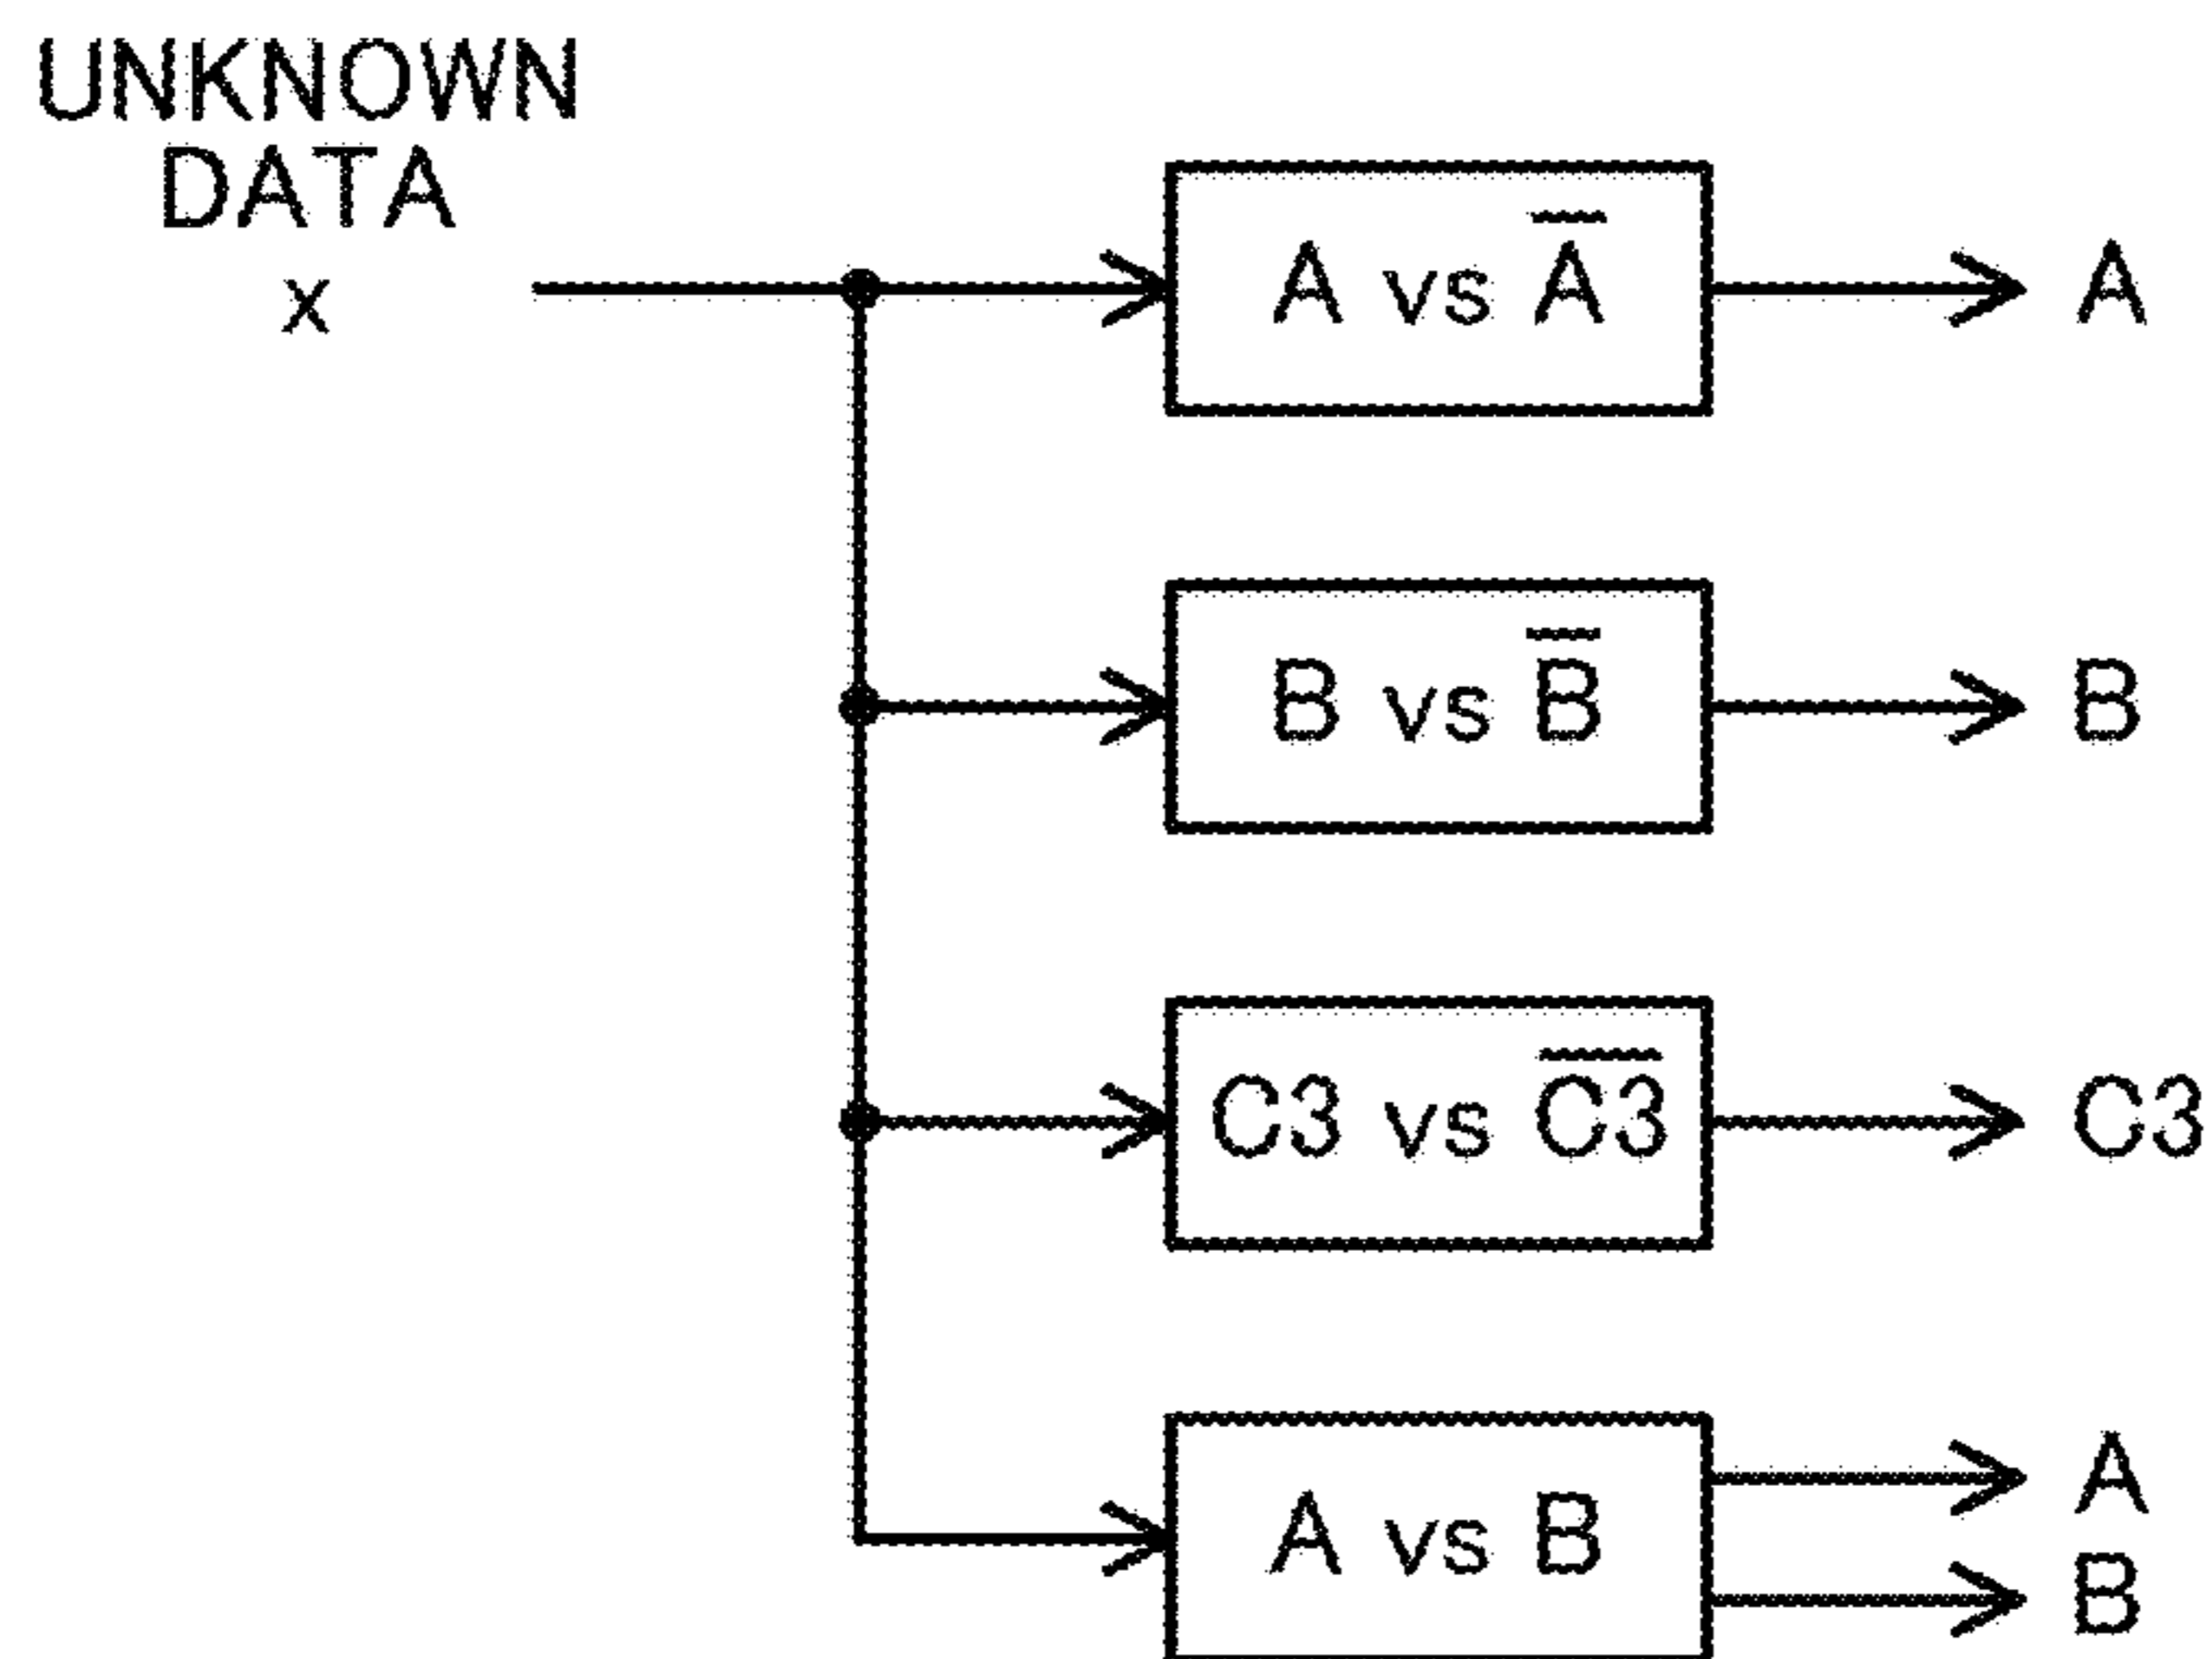 UNKNOWN
DATA
x
A vs A̅
A
B vs B̅
B
C3 vs C̅3̅
C3
A vs B
A
B